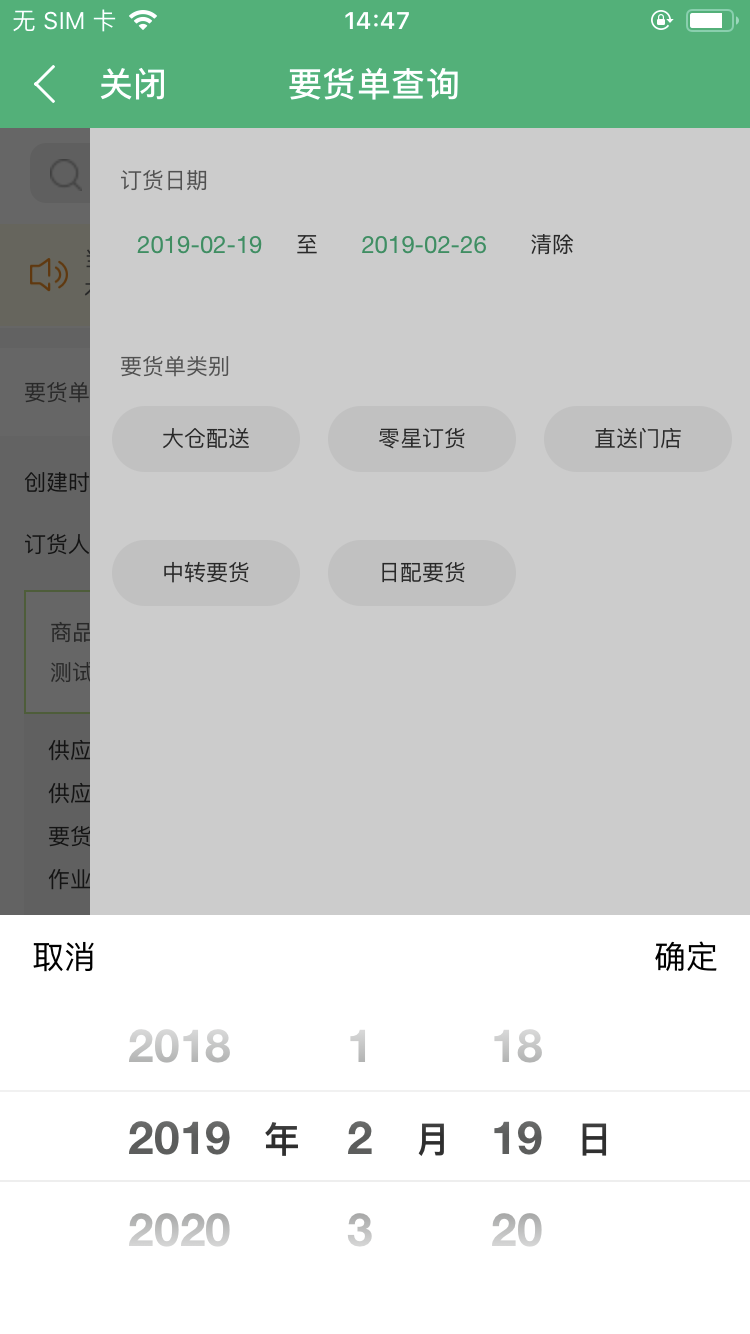 无 SIM 卡 14:47
关闭 要货单查询
订货日期
2019-02-19 至 2019-02-26 清除
要货单类别
要货单
大仓配送 零星订货 直送门店
创建时
订货人
中转要货 日配要货
商品
测试
供应
供应
要货
作业
取消 确定
2018 1 18
2019 年 2 月 19 日
2020 3 20